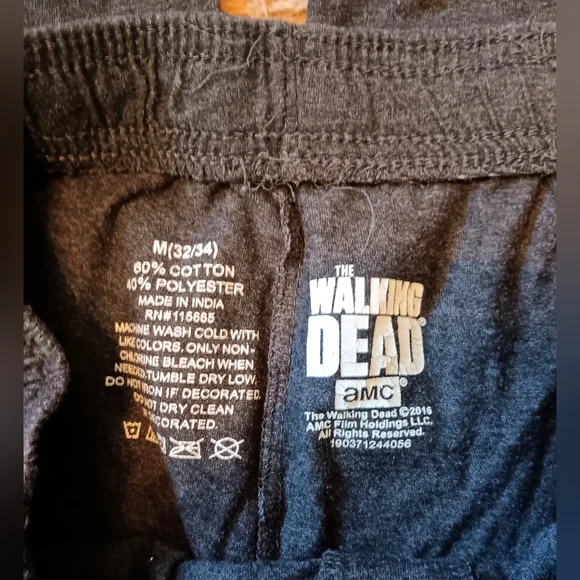 M(32/34)
60% COTTON
40% POLYESTER
MADE IN INDIA
RN#115665
MACHINE WASH COLD WITH
LIKE COLORS, ONLY NON-
CHLORINE BLEACH WHEN
NEEDED.TUMBLE DRY LOW.
DO NOT IRON IF DECORATED.
DO NOT DRY CLEAN
IF DECORATED.
THE
WALKING
DEAD®
amc®
The Walking Dead ©2016
AMC Film Holdings LLC.
All Rights Reserved.
190371244056